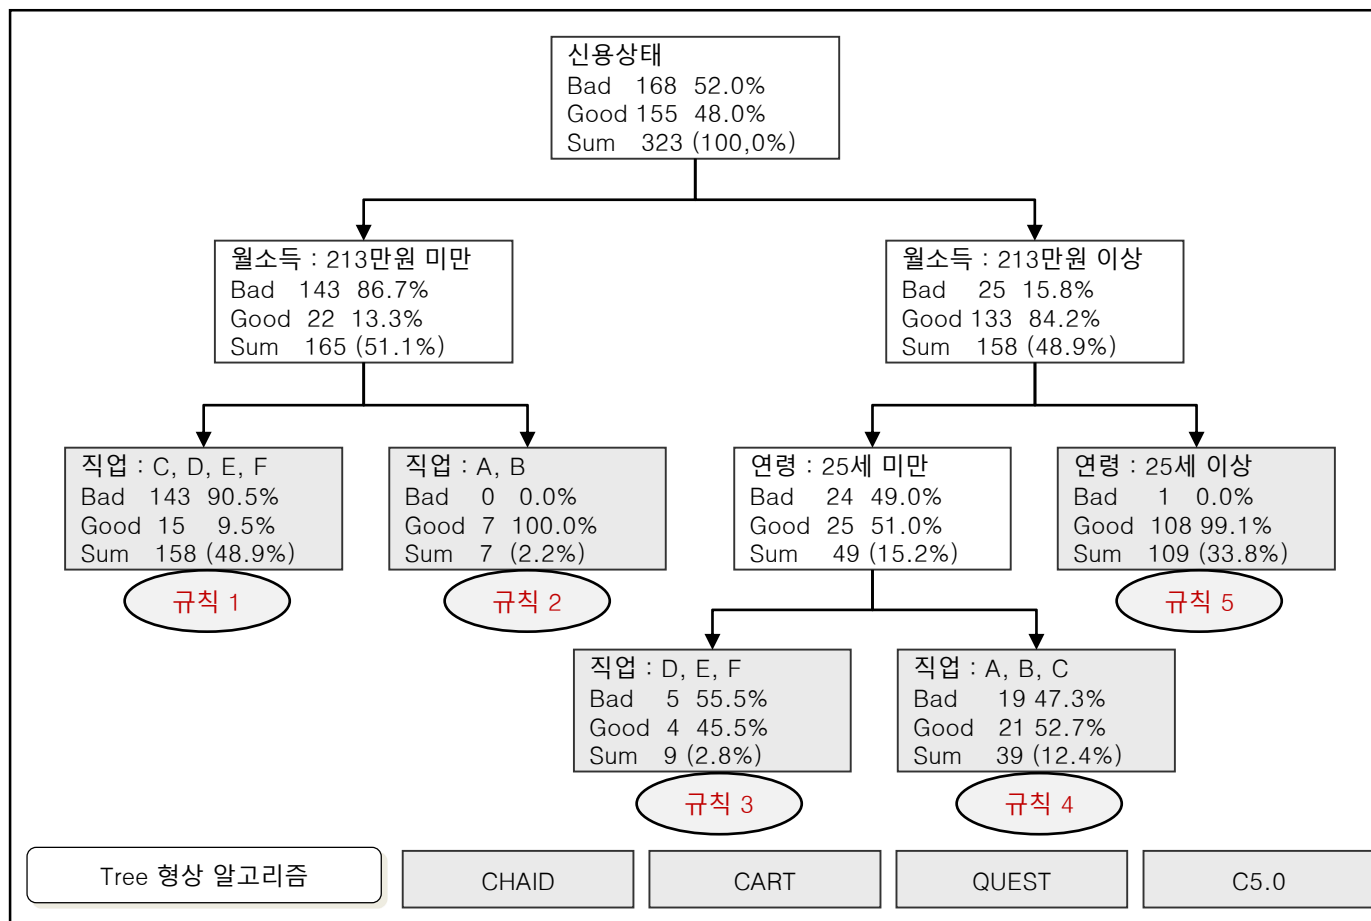 신용상태
Bad 168 52.0%
Good 155 48.0%
Sum 323 (100,0%)
월소득 : 213만원 미만
Bad 143 86.7%
Good 22 13.3%
Sum 165 (51.1%)
월소득 : 213만원 이상
Bad 25 15.8%
Good 133 84.2%
Sum 158 (48.9%)
직업 : C, D, E, F
Bad 143 90.5%
Good 15 9.5%
Sum 158 (48.9%)
규칙 1
직업 : A, B
Bad 0 0.0%
Good 7 100.0%
Sum 7 (2.2%)
규칙 2
연령 : 25세 미만
Bad 24 49.0%
Good 25 51.0%
Sum 49 (15.2%)
연령 : 25세 이상
Bad 1 0.0%
Good 108 99.1%
Sum 109 (33.8%)
규칙 5
직업 : D, E, F
Bad 5 55.5%
Good 4 45.5%
Sum 9 (2.8%)
규칙 3
직업 : A, B, C
Bad 19 47.3%
Good 21 52.7%
Sum 39 (12.4%)
규칙 4
Tree 형상 알고리즘
CHAID
CART
QUEST
C5.0